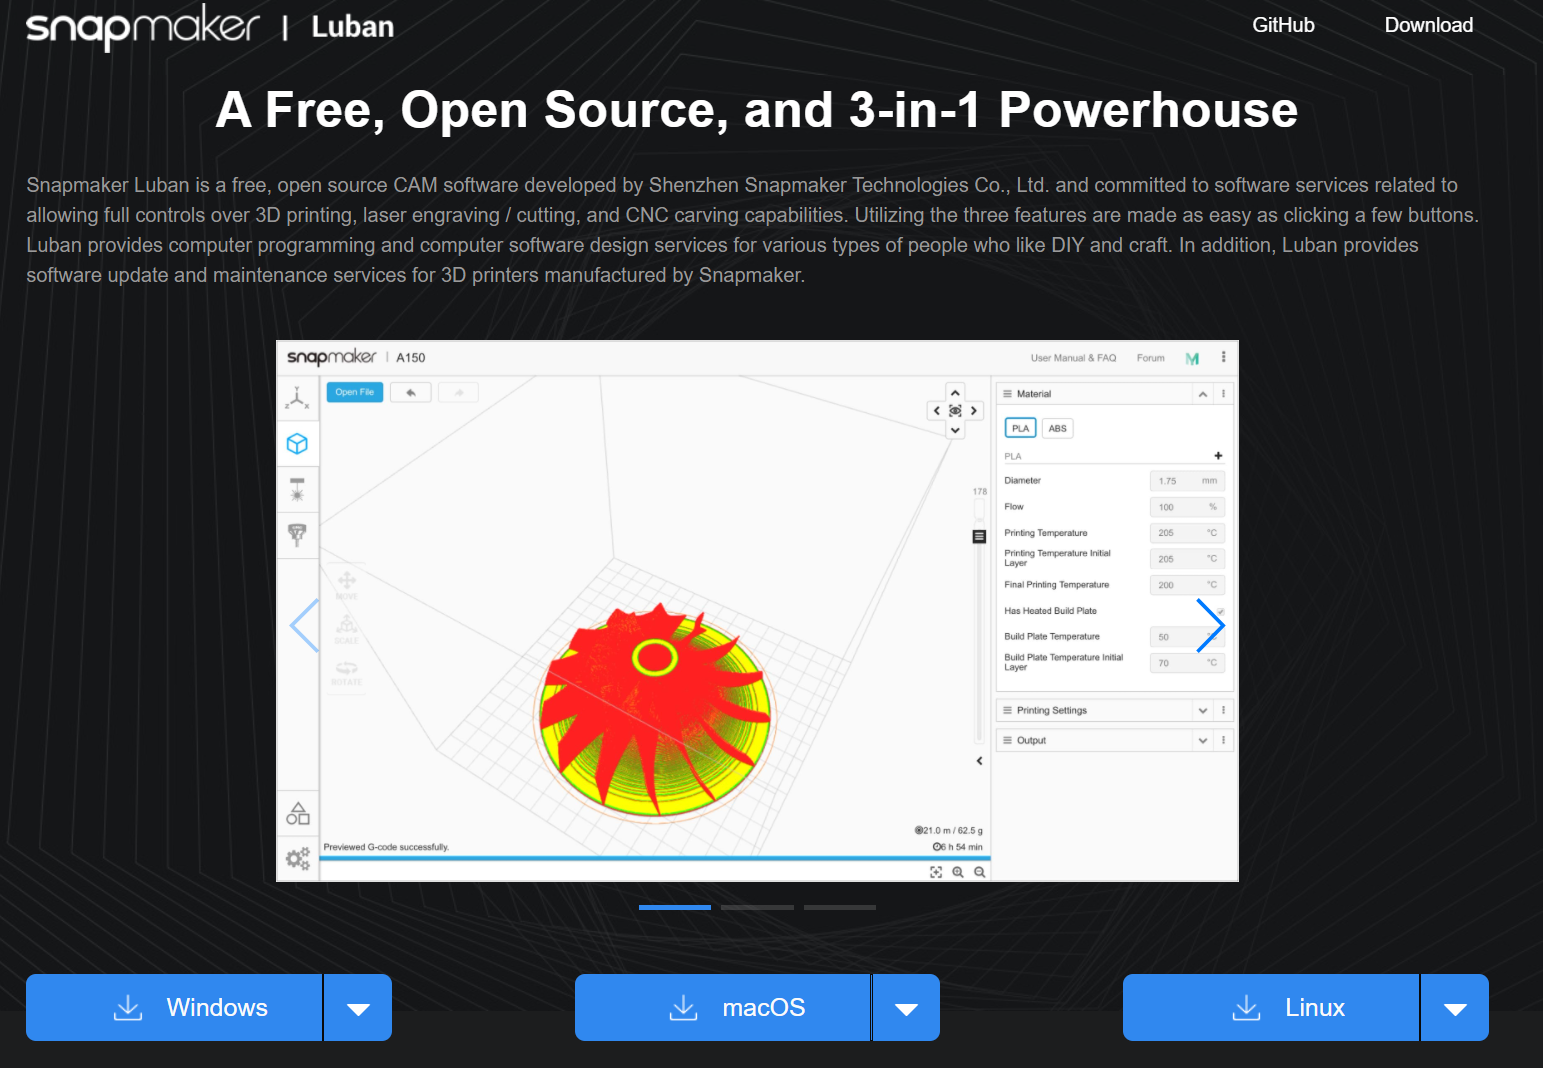 snapmaker | Luban
GitHub
Download
A Free, Open Source, and 3-in-1 Powerhouse
Snapmaker Luban is a free, open source CAM software developed by Shenzhen Snapmaker Technologies Co., Ltd. and committed to software services related to
allowing full controls over 3D printing, laser engraving / cutting, and CNC carving capabilities. Utilizing the three features are made as easy as clicking a few buttons.
Luban provides computer programming and computer software design services for various types of people who like DIY and craft. In addition, Luban provides
software update and maintenance services for 3D printers manufactured by Snapmaker.
snapmaker | A150
User Manual & FAQ
Forum
Open File
Y
Z X
MOVE
SCALE
ROTATE
178
Material
PLA
ABS
PLA
Diameter 1.75 mm
Flow 100 %
Printing Temperature 205 °C
Printing Temperature Initial
Layer 205 °C
Final Printing Temperature 200 °C
Has Heated Build Plate
Build Plate Temperature 50 °C
Build Plate Temperature Initial
Layer 70 °C
Printing Settings
Output
21.0 m / 62.5 g
6 h 54 min
Previewed G-code successfully.
Windows
macOS
Linux